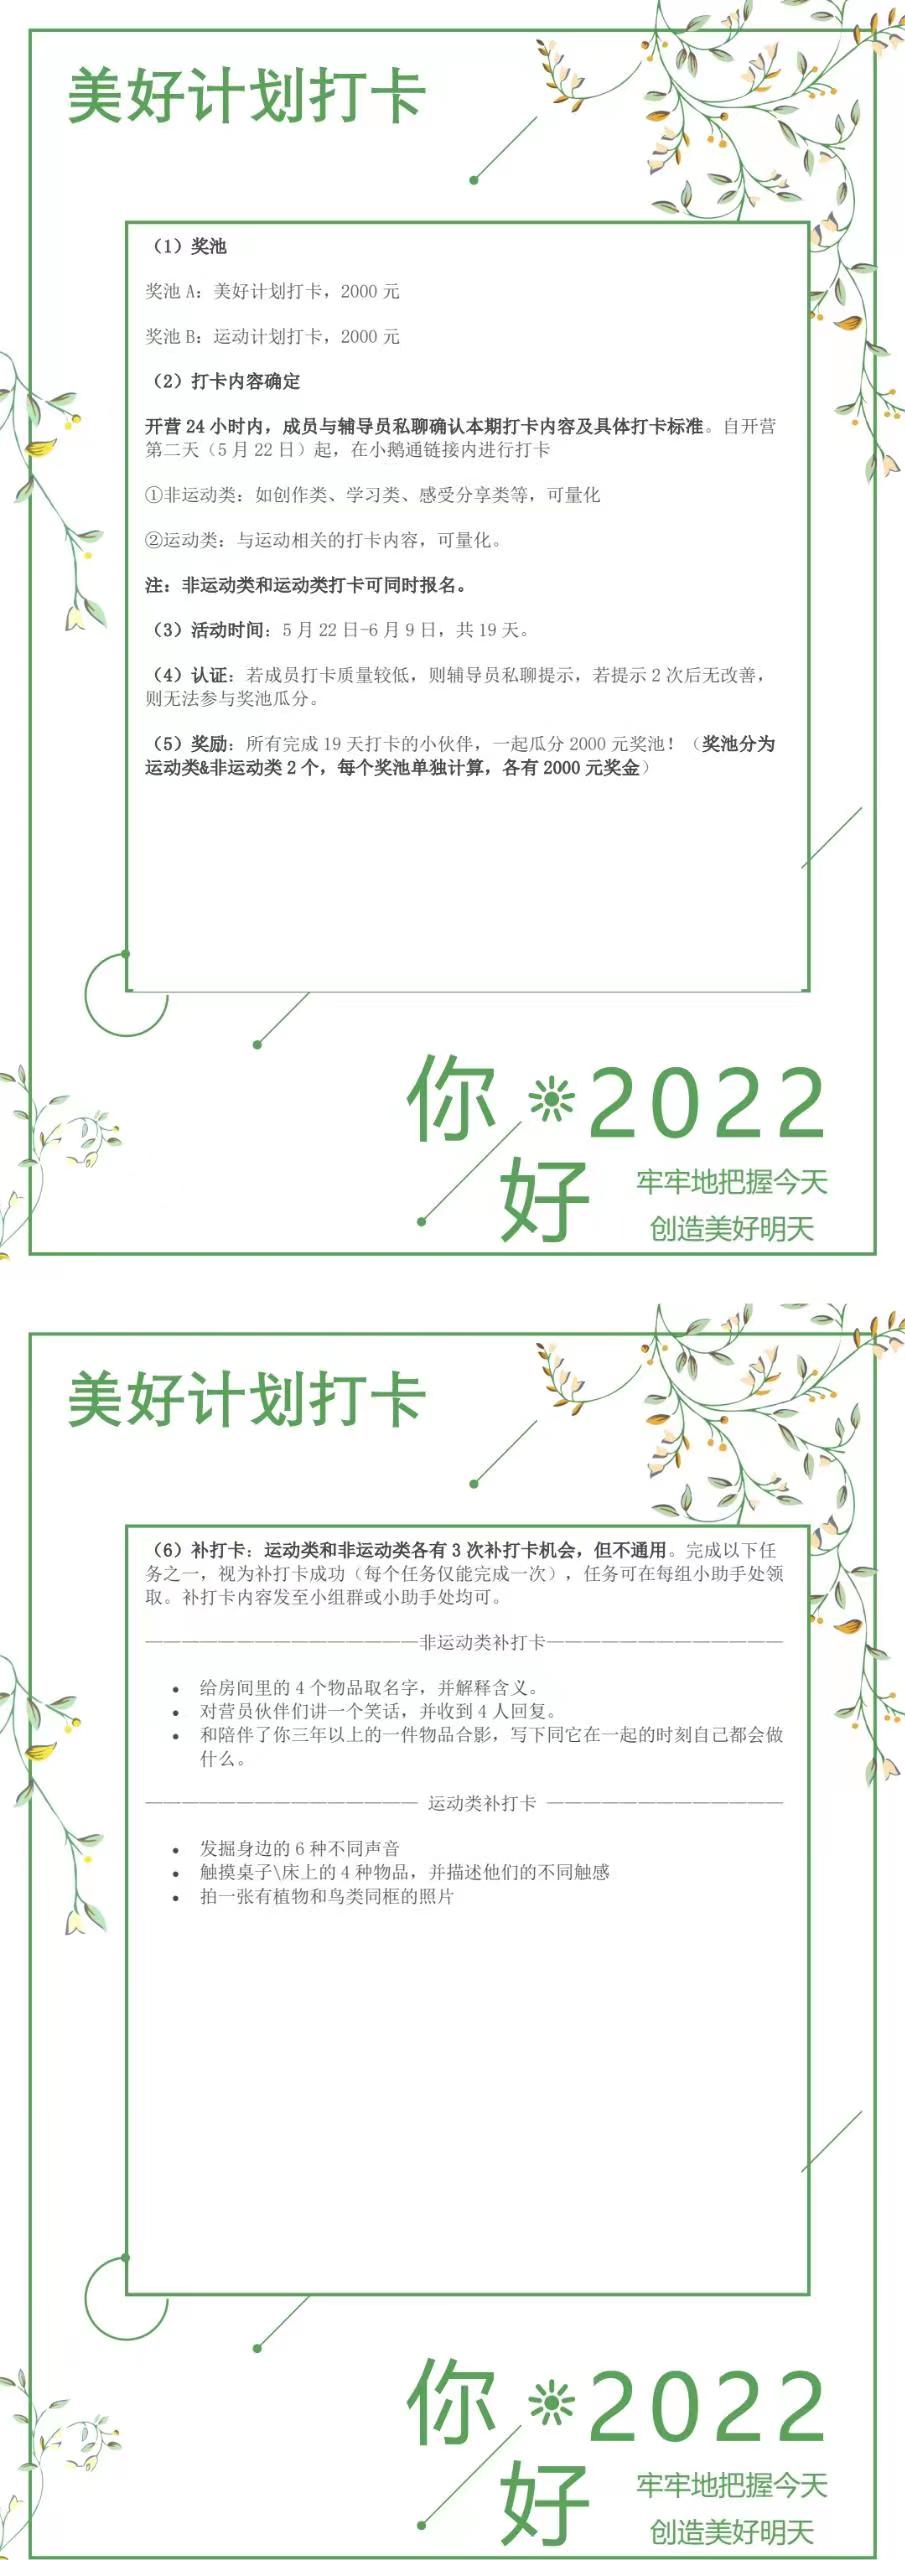 美好计划打卡
（1）奖池
奖池 A：美好计划打卡，2000 元
奖池 B：运动计划打卡，2000 元
（2）打卡内容确定
开营 24 小时内，成员与辅导员私聊确认本期打卡内容及具体打卡标准。自开营
第二天（5 月 22 日）起，在小鹅通链接内进行打卡
①非运动类：如创作类、学习类、感受分享类等，可量化
②运动类：与运动相关的打卡内容，可量化。
注：非运动类和运动类打卡可同时报名。
（3）活动时间：5 月 22 日-6 月 9 日，共 19 天。
（4）认证：若成员打卡质量较低，则辅导员私聊提示，若提示 2 次后无改善，
则无法参与奖池瓜分。
（5）奖励：所有完成 19 天打卡的小伙伴，一起瓜分 2000 元奖池！（奖池分为
运动类&非运动类 2 个，每个奖池单独计算，各有 2000 元奖金）
你 2022
好 牢牢地把握今天
创造美好明天
美好计划打卡
（6）补打卡：运动类和非运动类各有 3 次补打卡机会，但不通用。完成以下任
务之一，视为补打卡成功（每个任务仅能完成一次），任务可在每组小助手处领
取。补打卡内容发至小组群或小助手处均可。
———————————————非运动类补打卡—————————————
• 给房间里的 4 个物品取名字，并解释含义。
• 对营员伙伴们讲一个笑话，并收到 4 人回复。
• 和陪伴了你三年以上的一件物品合影，写下同它在一起的时刻自己都会做
什么。
——————————————— 运动类补打卡 —————————————
• 发掘身边的 6 种不同声音
• 触摸桌子\床上的 4 种物品，并描述他们的不同触感
• 拍一张有植物和鸟类同框的照片
你 2022
好 牢牢地把握今天
创造美好明天